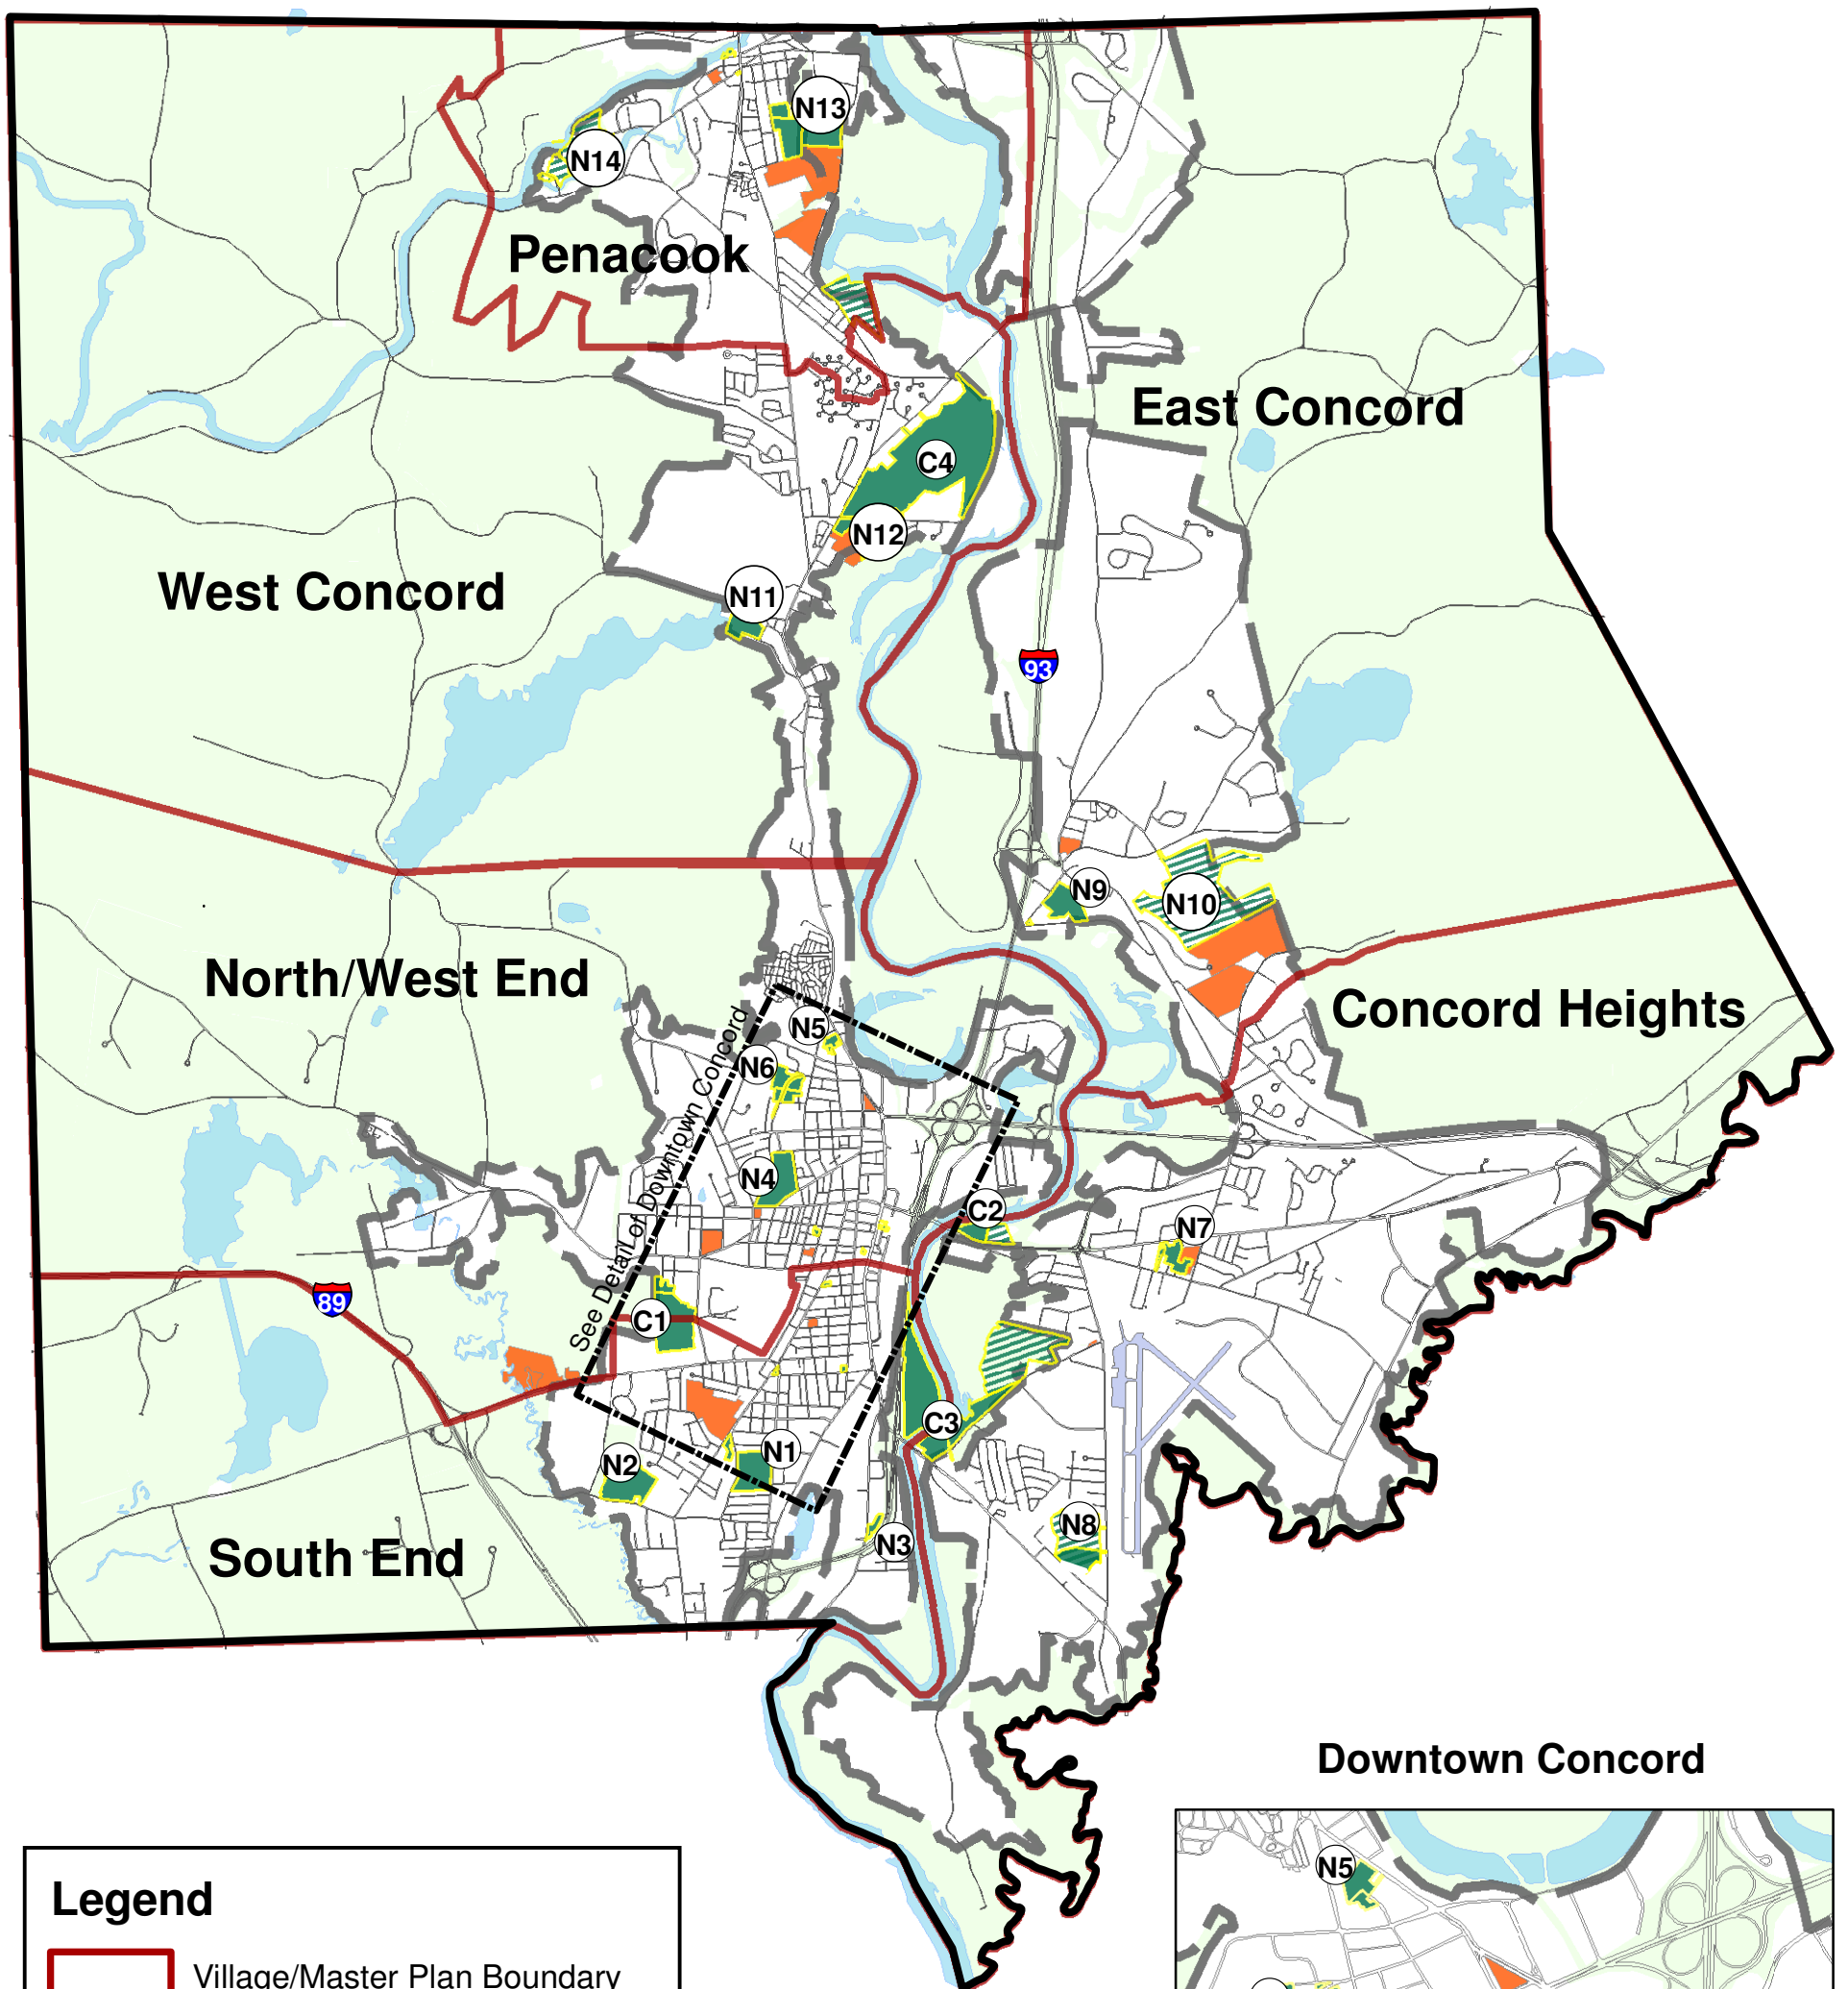 N13
N14
Penacook
East Concord
C4
N12
West Concord
N11
93
N9
N10
North/West End
Concord Heights
N5
N6
See Detail of Downtown Concord
N4
C2
N7
89
C1
C3
N1
N2
N8
N3
South End
Downtown Concord
N5
Legend
Village/Master Plan Boundary